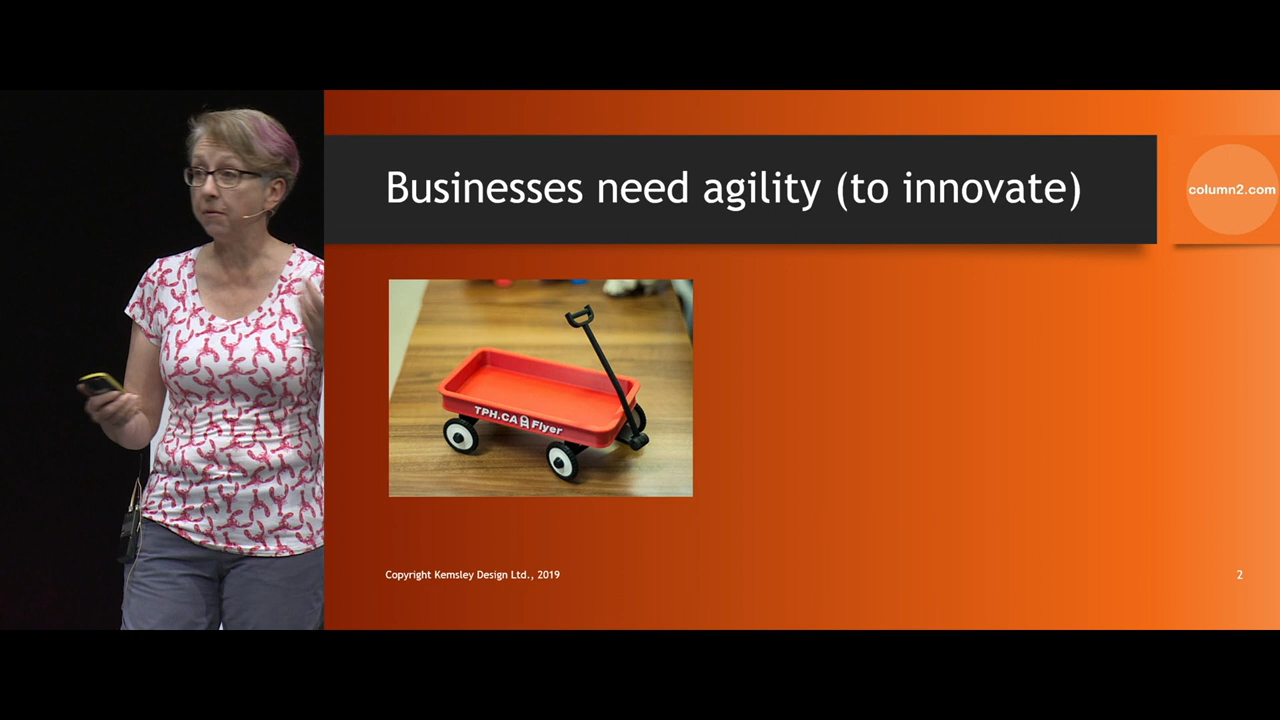 Businesses need agility (to innovate)
column2.com
TPH.CA Flyer
Copyright Kemsley Design Ltd., 2019
2